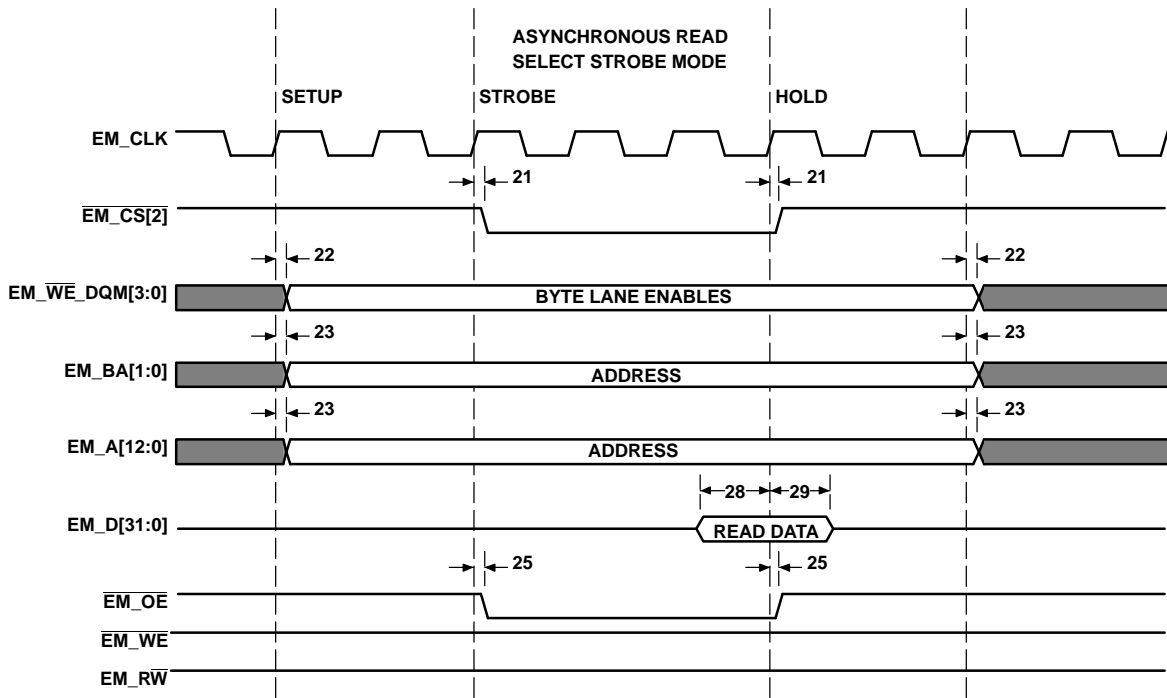 ASYNCHRONOUS READ
SELECT STROBE MODE
SETUP STROBE HOLD
EM_CLK
21 21
EM_CS[2]
22 22
EM_WE_DQM[3:0] BYTE LANE ENABLES
23 23
EM_BA[1:0] ADDRESS
23 23
EM_A[12:0] ADDRESS
28 29
EM_D[31:0] READ DATA
25 25
EM_OE
EM_WE
EM_RW